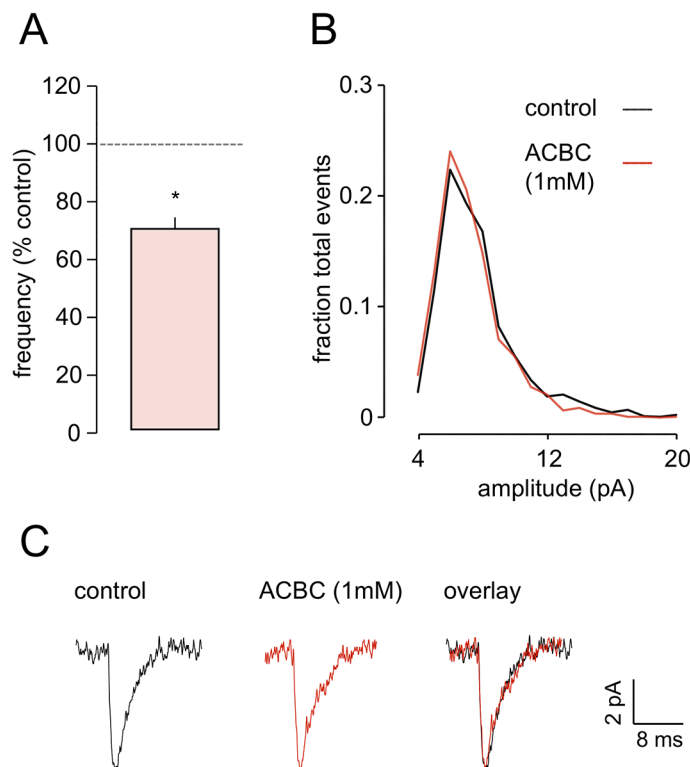 A
frequency (% control)
120
100
80
60
40
20
0
*
B
fraction total events
0.3
0.2
0.1
0
control
ACBC
(1mM)
4
12
20
amplitude (pA)
C
control
ACBC (1mM)
overlay
2 pA
8 ms